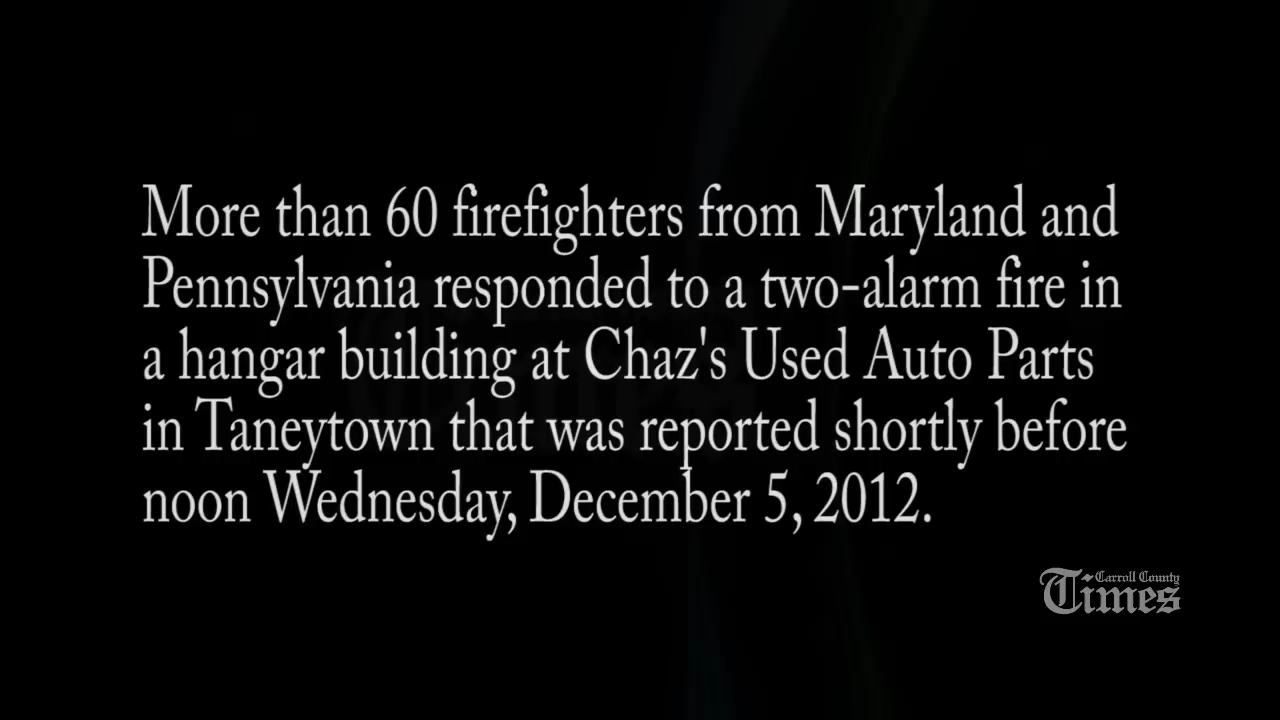 More than 60 firefighters from Maryland and
Pennsylvania responded to a two-alarm fire in
a hangar building at Chaz's Used Auto Parts
in Taneytown that was reported shortly before
noon Wednesday, December 5, 2012.
Carroll County
Times